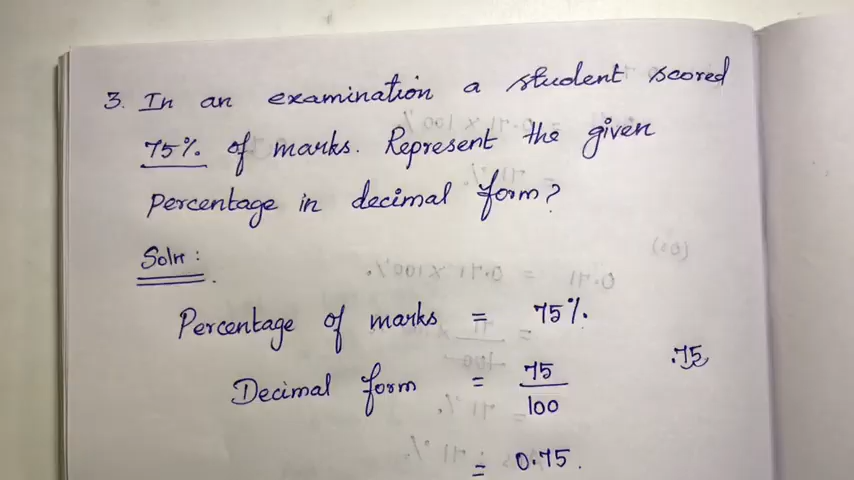 3. In an examination a student scored
75% of marks. Represent the given
percentage in decimal form?
Soln:
Percentage of marks = 75%.
Decimal form = 75/100
.75
= 0.75.